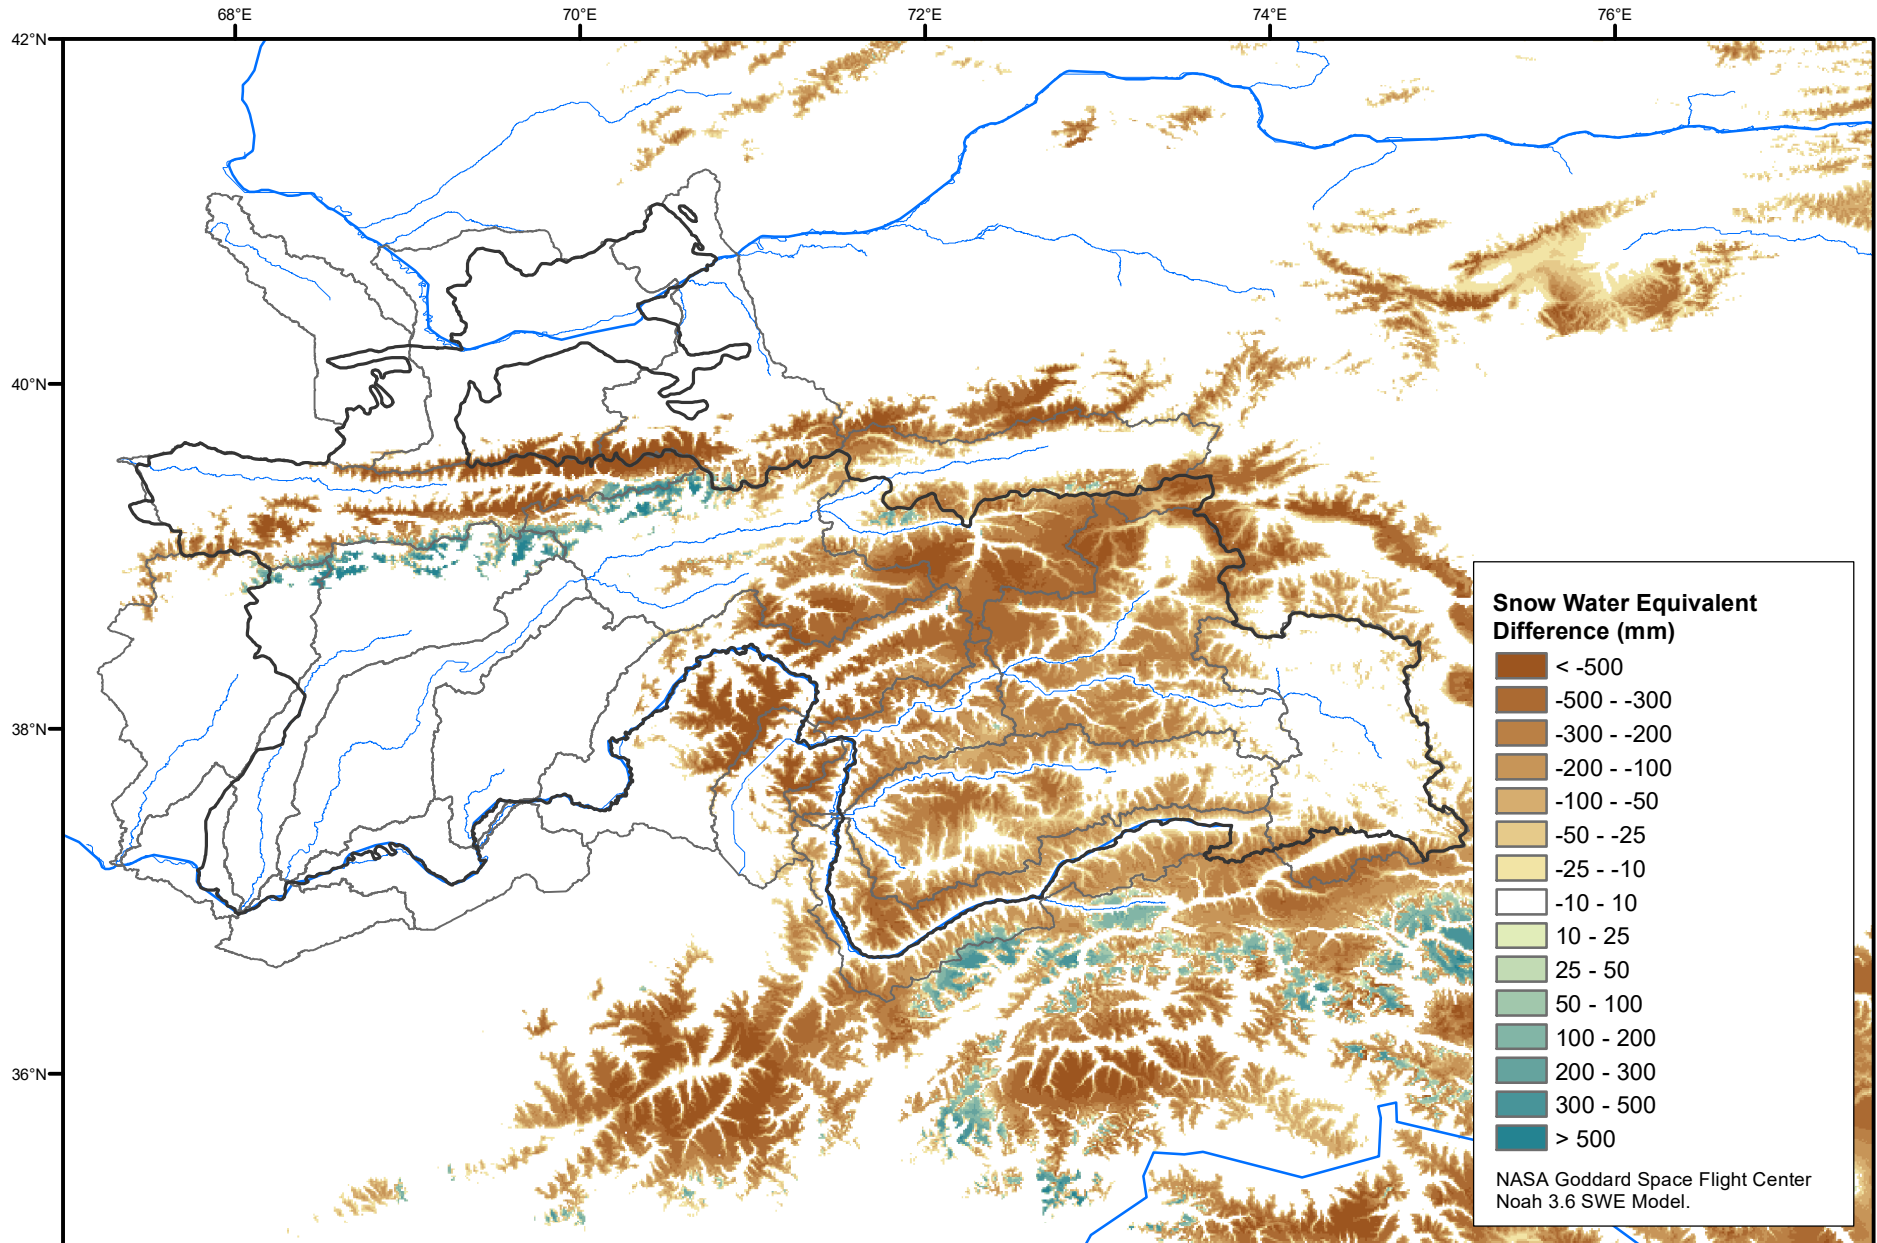 68°E 70°E 72°E 74°E 76°E
42°N
40°N
38°N
36°N
Snow Water Equivalent
Difference (mm)
< -500
-500 - -300
-300 - -200
-200 - -100
-100 - -50
-50 - -25
-25 - -10
-10 - 10
10 - 25
25 - 50
50 - 100
100 - 200
200 - 300
300 - 500
> 500
NASA Goddard Space Flight Center
Noah 3.6 SWE Model.